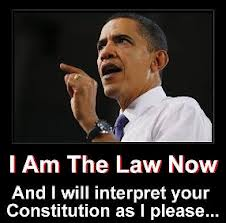 I Am The Law Now
And I will interpret your
Constitution as I please...